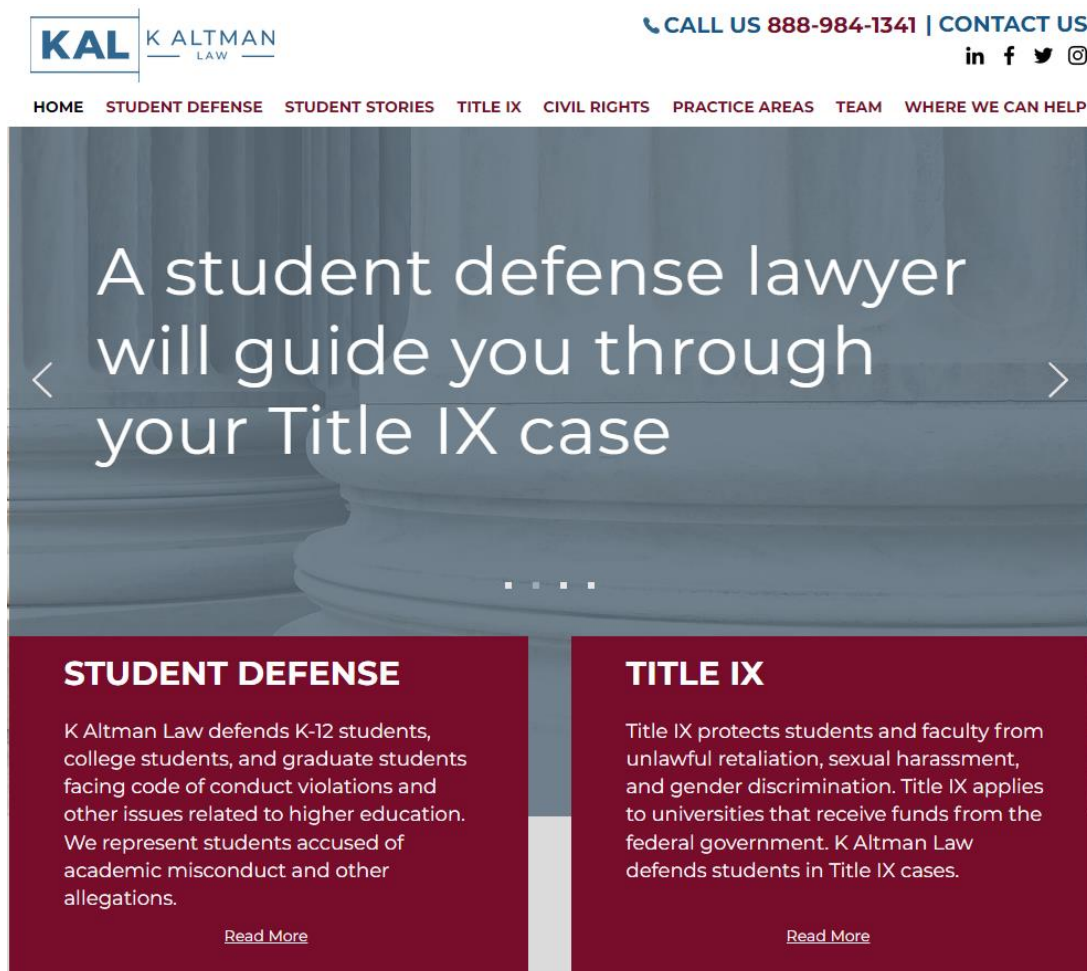 KAL K ALTMAN
LAW
CALL US 888-984-1341 | CONTACT US
HOME STUDENT DEFENSE STUDENT STORIES TITLE IX CIVIL RIGHTS PRACTICE AREAS TEAM WHERE WE CAN HELP
A student defense lawyer
will guide you through
your Title IX case
STUDENT DEFENSE
K Altman Law defends K-12 students,
college students, and graduate students
facing code of conduct violations and
other issues related to higher education.
We represent students accused of
academic misconduct and other
allegations.
Read More
TITLE IX
Title IX protects students and faculty from
unlawful retaliation, sexual harassment,
and gender discrimination. Title IX applies
to universities that receive funds from the
federal government. K Altman Law
defends students in Title IX cases.
Read More